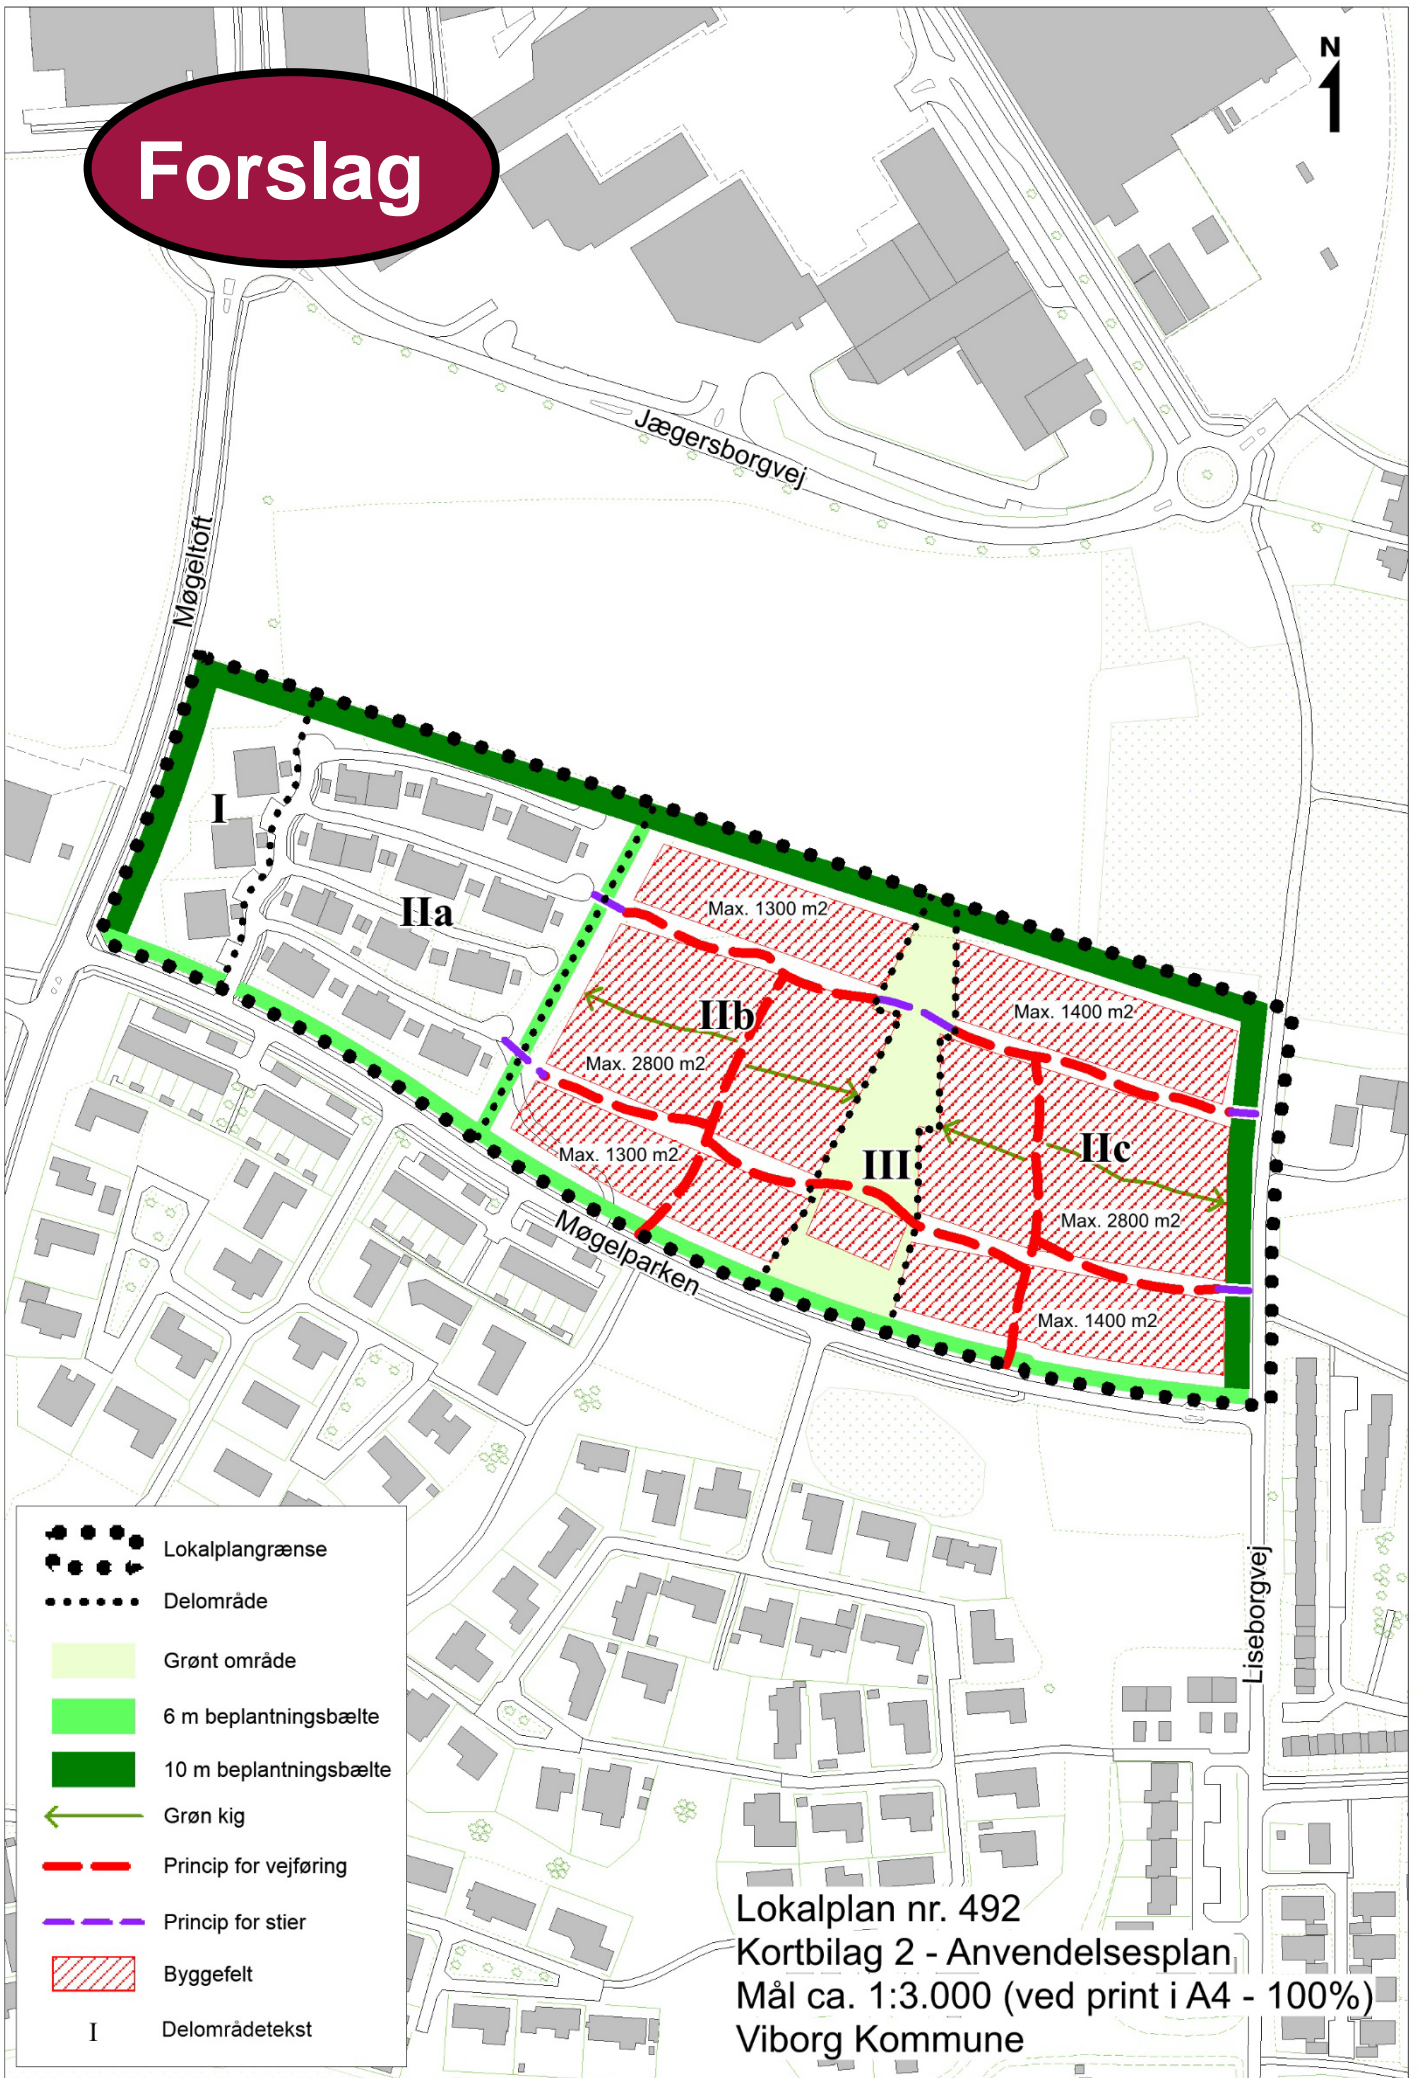 N
Forslag
Jægersborgvej
Møgeltoft
I
IIa
Max. 1300 m2
IIb
Max. 1400 m2
Max. 2800 m2
IIc
Max. 1300 m2
III
Max. 2800 m2
Møgelparken
Max. 1400 m2
Liseborgvej
Lokalplangrænse
Delområde
Grønt område
6 m beplantningsbælte
10 m beplantningsbælte
Grøn kig
Princip for vejføring
Princip for stier
Byggefelt
I Delområdetekst
Lokalplan nr. 492
Kortbilag 2 - Anvendelsesplan
Mål ca. 1:3.000 (ved print i A4 - 100%)
Viborg Kommune